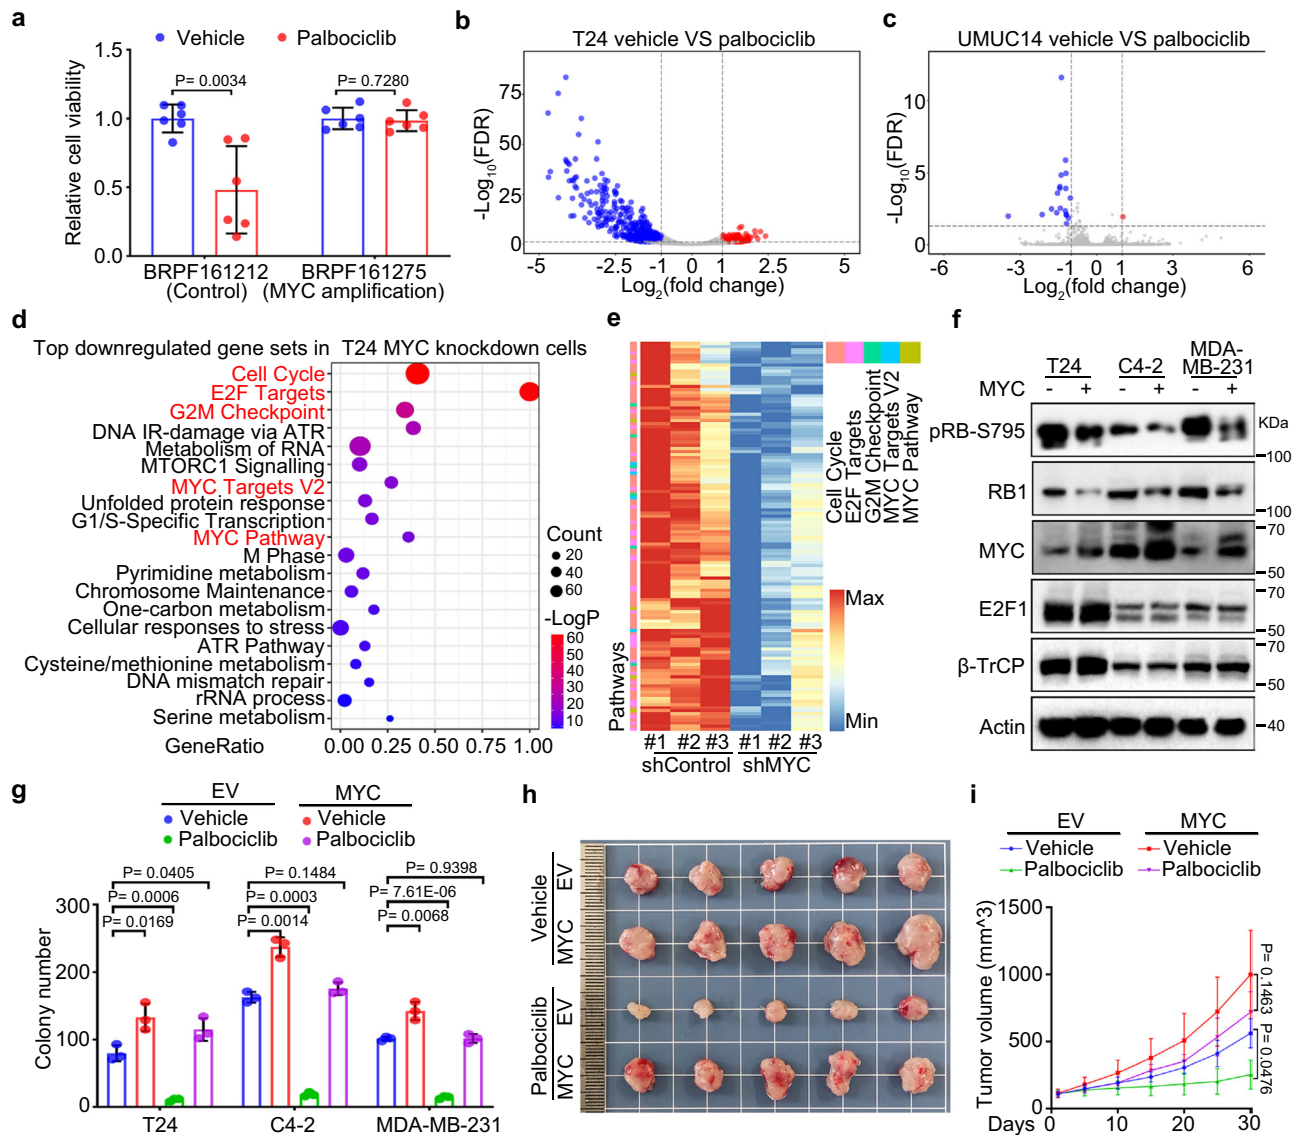 a
Vehicle
Palbociclib
Relative cell viability
1.5
1.0
0.5
0.0
P= 0.0034
P= 0.7280
BRPF161212
(Control)
BRPF161275
(MYC amplification)
b
T24 vehicle VS palbociclib
-Log10(FDR)
75
50
25
0
-5
-2.5
-1
0
1
2.5
5
Log2(fold change)
c
UMUC14 vehicle VS palbociclib
-Log10(FDR)
10
5
0
-6
-3
-1
0
1
3
6
Log2(fold change)
d
Top downregulated gene sets in T24 MYC knockdown cells
Cell Cycle
E2F Targets
G2M Checkpoint
DNA IR-damage via ATR
Metabolism of RNA
MTORC1 Signalling
MYC Targets V2
Unfolded protein response
G1/S-Specific Transcription
MYC Pathway
M Phase
Pyrimidine metabolism
Chromosome Maintenance
One-carbon metabolism
Cellular responses to stress
ATR Pathway
Cysteine/methionine metabolism
DNA mismatch repair
rRNA process
Serine metabolism
GeneRatio
0.00 0.25 0.50 0.75 1.00
Count
20
40
60
-LogP
60
50
40
30
20
10
e
Cell Cycle
E2F Targets
G2M Checkpoint
MYC Targets V2
MYC Pathway
Max
Min
Pathways
#1 #2 #3 #1 #2 #3
shControl shMYC
f
T24 C4-2 MDA-
MB-231
MYC - + - + - +
KDa
pRB-S795
100
RB1
100
MYC
70
50
E2F1
70
50
β-TrCP
70
50
Actin
40
g
EV MYC
Vehicle Vehicle
Palbociclib Palbociclib
Colony number
300
200
100
0
P= 0.0405
P= 0.0006
P= 0.0169
P= 0.1484
P= 0.0003
P= 0.0014
P= 0.9398
P= 7.61E-06
P= 0.0068
T24
C4-2
MDA-MB-231
h
Vehicle
EV
MYC
Palbociclib
EV
MYC
i
EV MYC
Vehicle Vehicle
Palbociclib Palbociclib
Tumor volume (mm^3)
1500
1000
500
0
P= 0.1463
P= 0.0476
Days 0 10 20 30